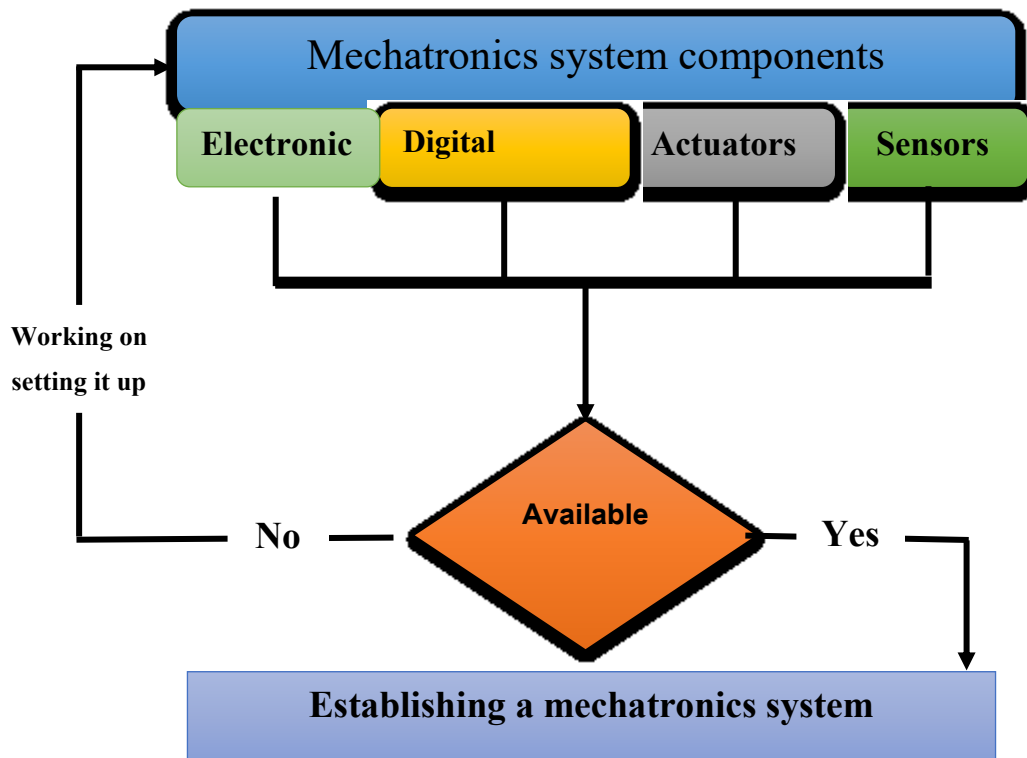 Mechatronics system components
Electronic
Digital
Actuators
Sensors
Working on
setting it up
Available
No
Yes
Establishing a mechatronics system